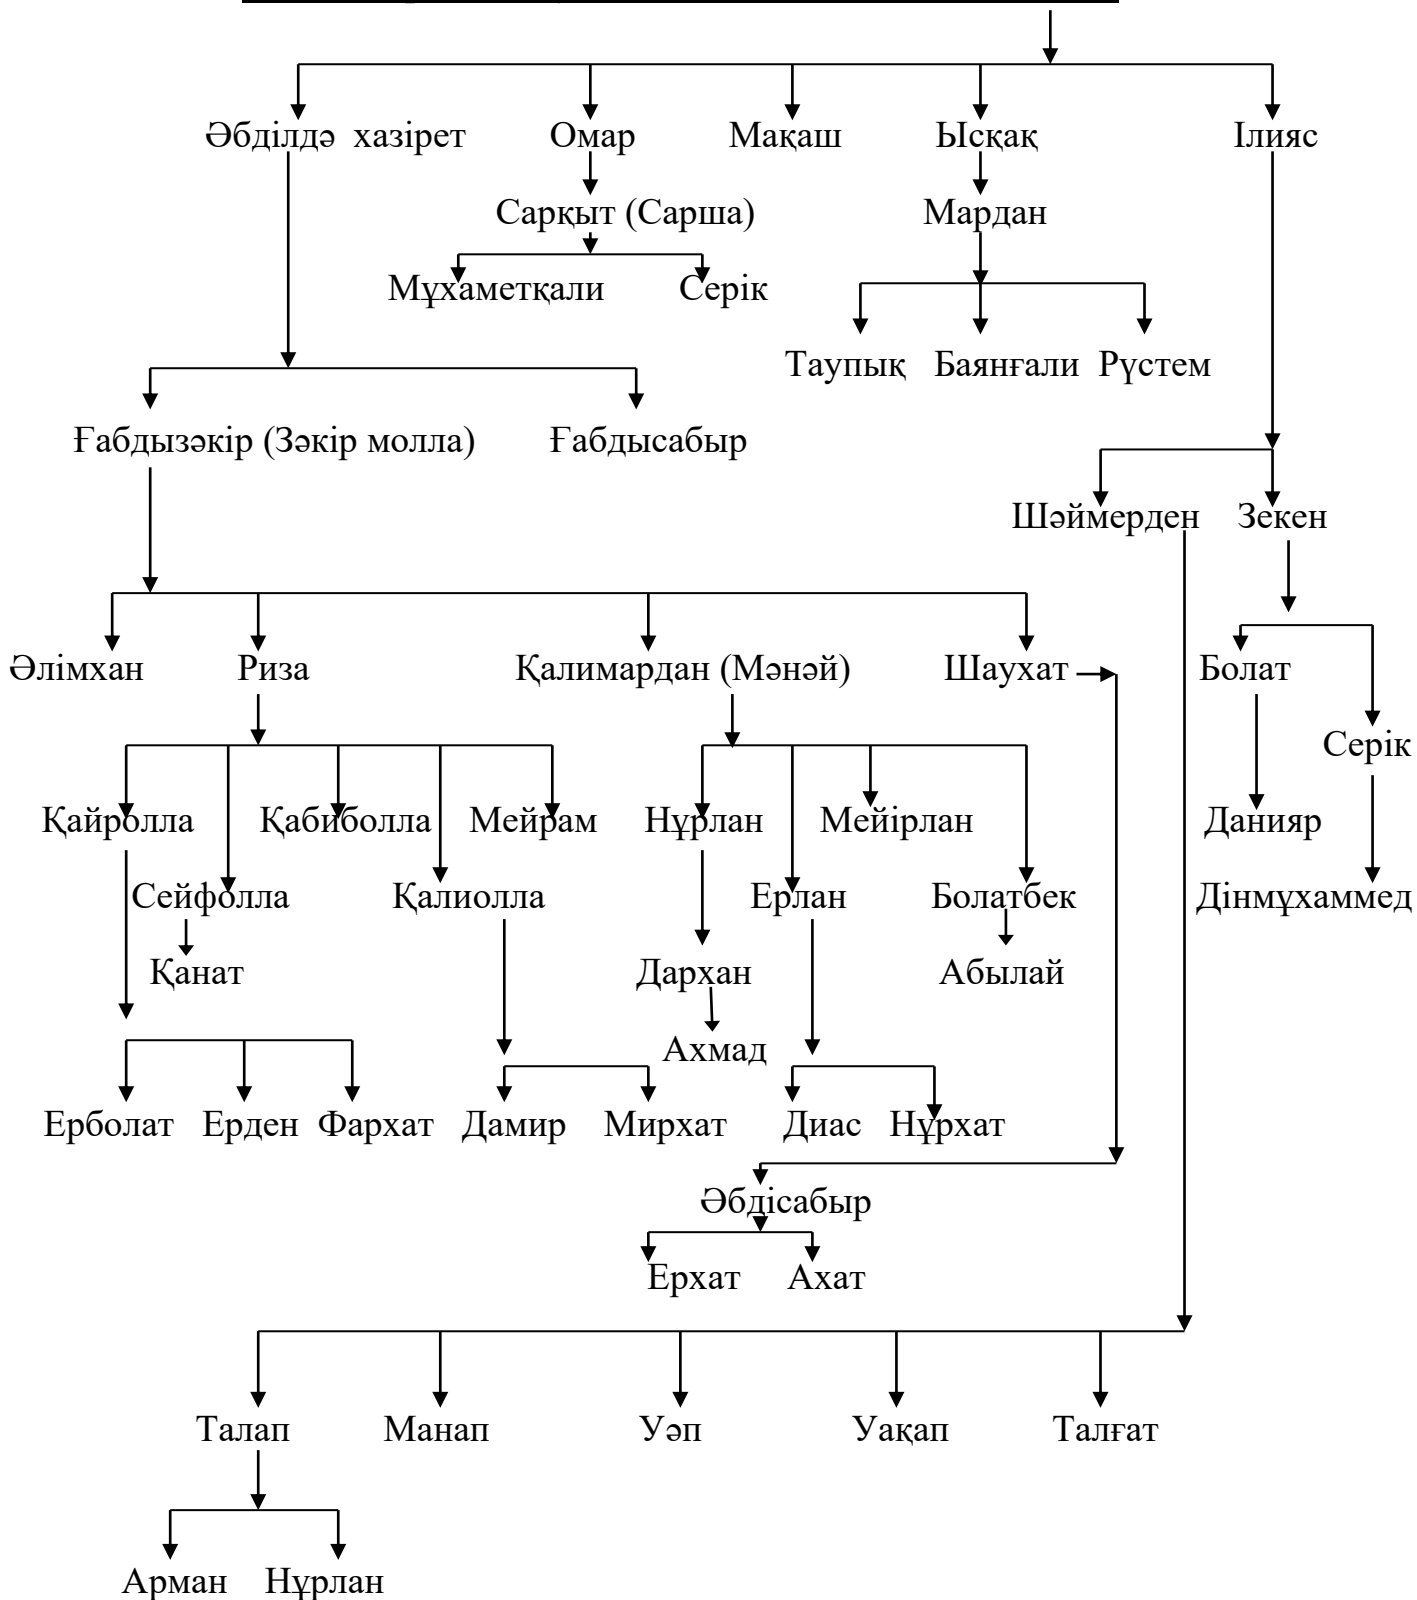 Әбділдә хазірет Омар Мақаш Ысқақ Ілияс
Сарқыт (Сарша) Мардан
Мұхаметқали Серік
Таупық Баянғали Рүстем
Ғабдызәкір (Зәкір молла) Ғабдысабыр
Шәймерден Зекен
Әлімхан Риза Қалимардан (Мәнәй) Шаухат Болат
Серік
Қайролла Қабиболла Мейрам Нұрлан Мейірлан Данияр
Сейфолла Қалиолла Ерлан Болатбек Дінмұхаммед
Қанат Дархан Абылай
Ахмад
Ерболат Ерден Фархат Дамир Мирхат Диас Нұрхат
Әбдісабыр
Ерхат Ахат
Талап Манап Уәп Уақап Талғат
Арман Нұрлан